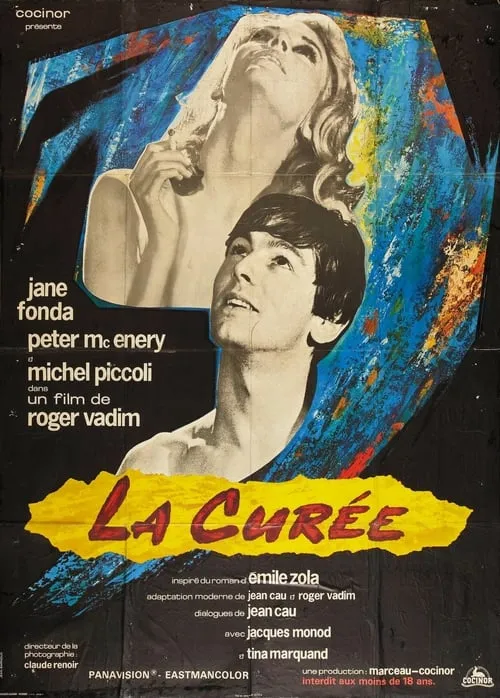 cocinor
présente
jane
fonda
peter mc enery
et
michel piccoli
dans
un film de
roger vadim
LA CURÉE
inspiré du roman d'émile zola
adaptation moderne de jean cau et roger vadim
dialogues de jean cau
avec jacques monod
et tina marquand
directeur de la
photographie:
claude renoir
PANAVISION® - EASTMANCOLOR
une production: marceau-cocinor
interdit aux moins de 18 ans.
COCINOR